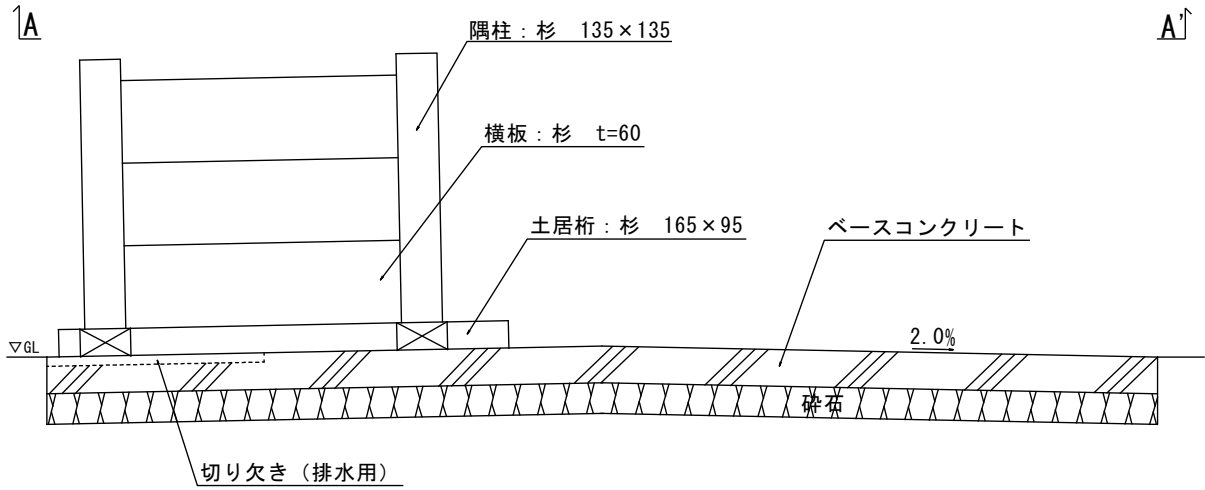 A
A'
隅柱：杉　135×135
横板：杉　t=60
土居桁：杉　165×95
ベースコンクリート
▽GL
2.0%
砕石
切り欠き（排水用）